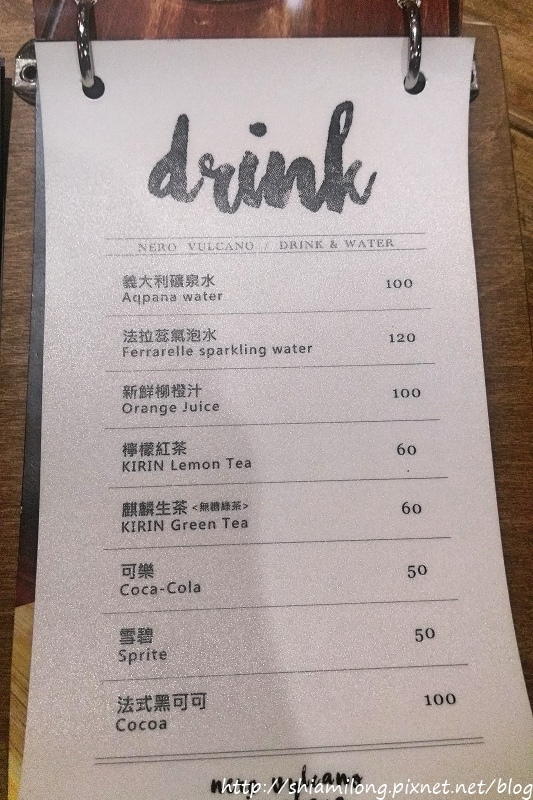 drink
NERO VULCANO / DRINK & WATER
義大利礦泉水 100
Aqpana water
法拉蕊氣泡水 120
Ferrarelle sparkling water
新鮮柳橙汁 100
Orange Juice
檸檬紅茶 60
KIRIN Lemon Tea
麒麟生茶 <無糖綠茶> 60
KIRIN Green Tea
可樂 50
Coca-Cola
雪碧 50
Sprite
法式黑可可 100
Cocoa
nero vulcano
http://shiamilong.pixnet.net/blog